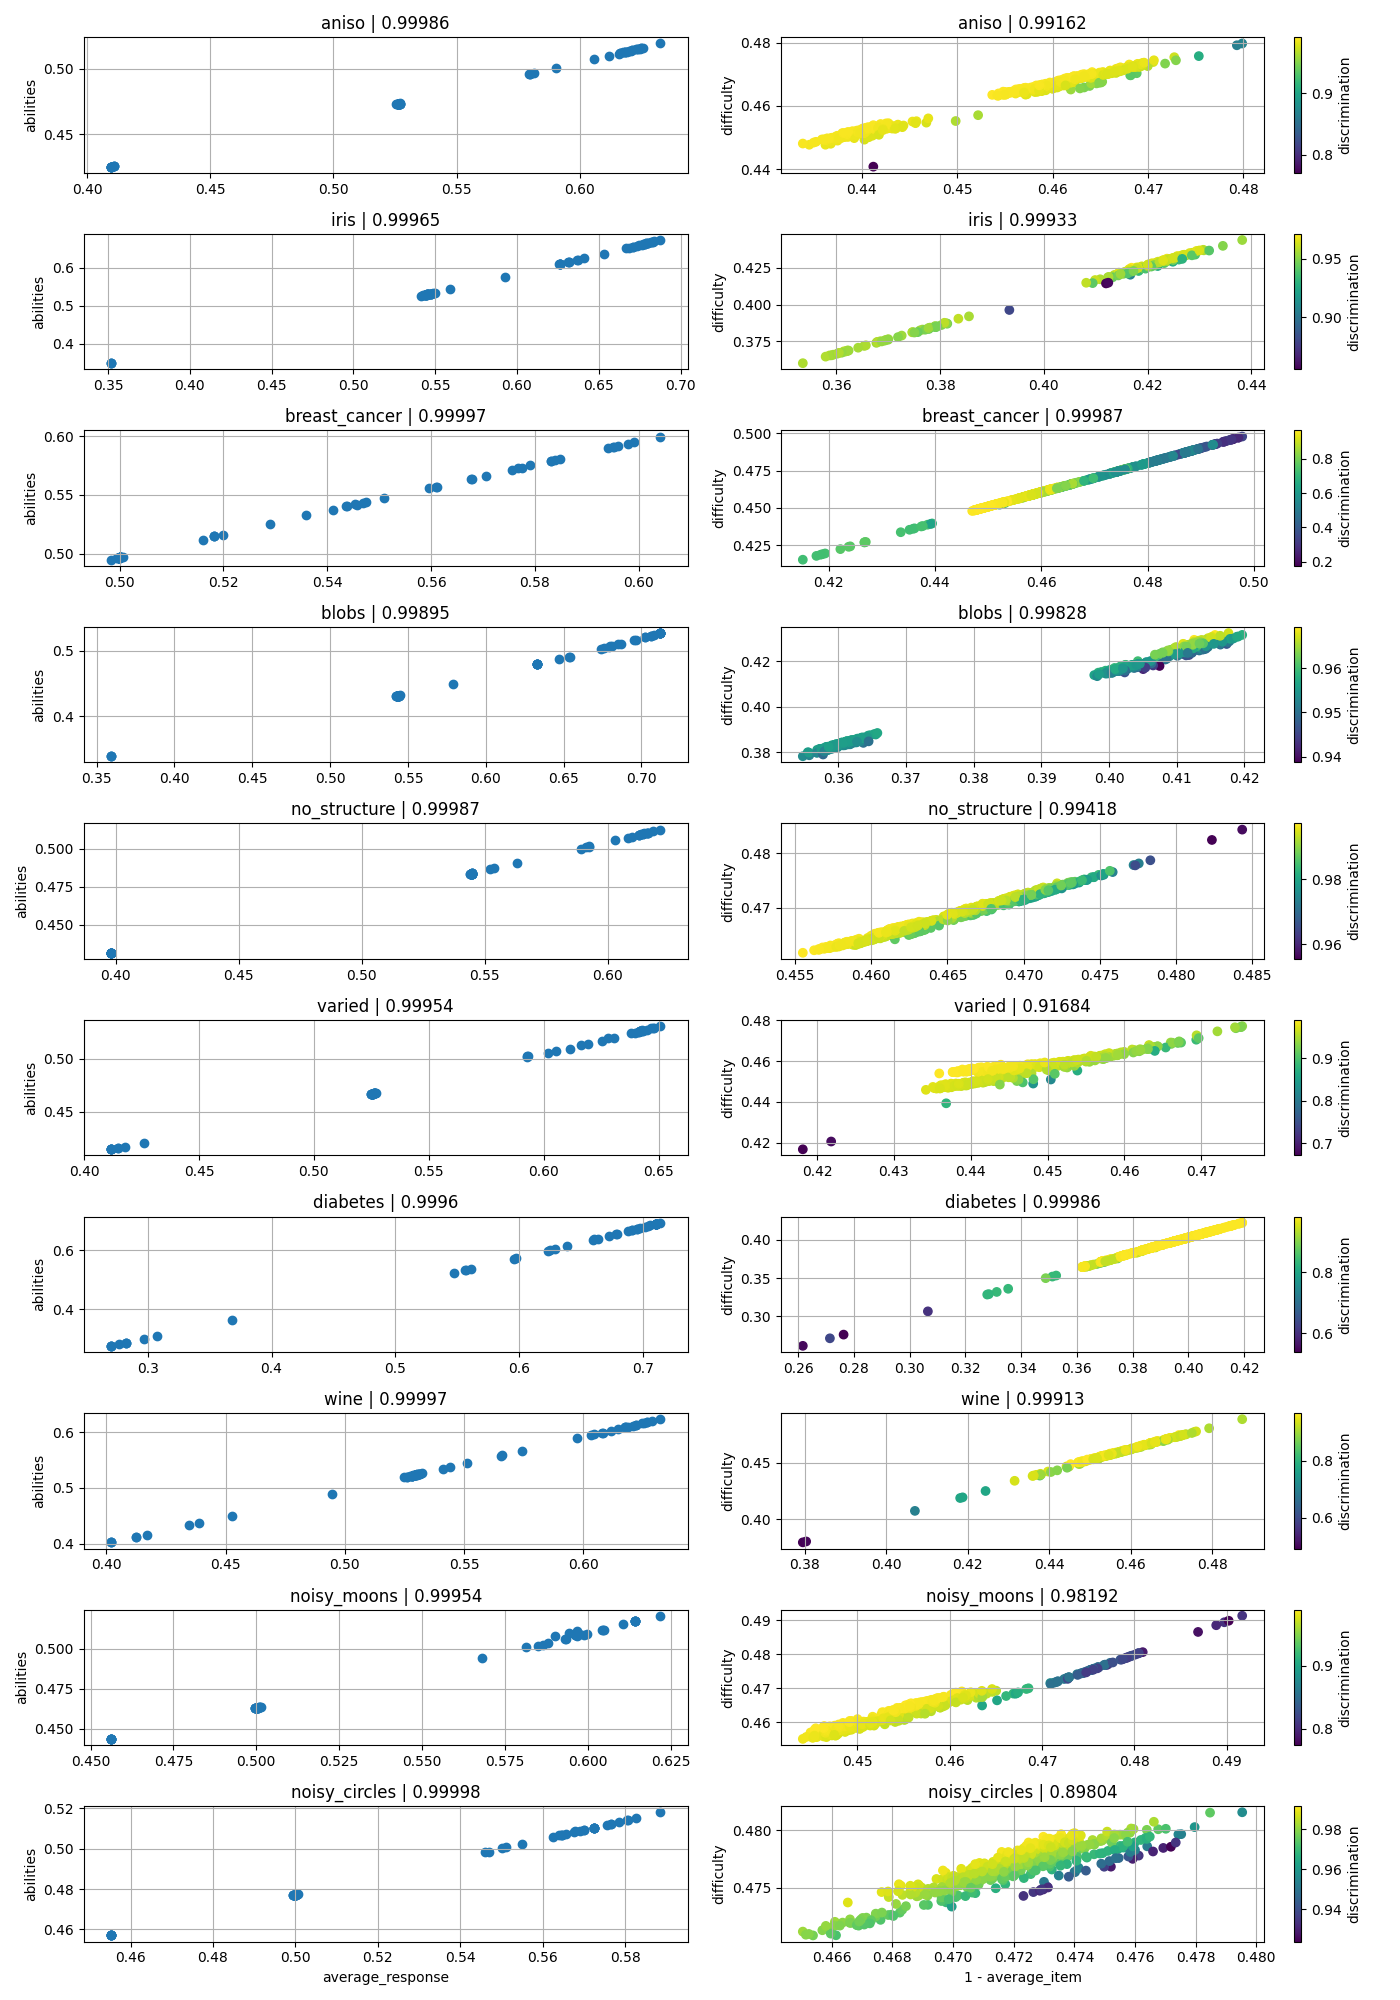 aniso | 0.99986
aniso | 0.99162
abilities
0.50
0.45
0.40 0.45 0.50 0.55 0.60
difficulty
0.48
0.46
0.44
0.44 0.45 0.46 0.47 0.48
0.9
0.8
discrimination
iris | 0.99965
iris | 0.99933
abilities
0.6
0.5
0.4
0.35 0.40 0.45 0.50 0.55 0.60 0.65 0.70
difficulty
0.425
0.400
0.375
0.36 0.38 0.40 0.42 0.44
0.95
0.90
discrimination
breast_cancer | 0.99997
breast_cancer | 0.99987
abilities
0.60
0.55
0.50
0.50 0.52 0.54 0.56 0.58 0.60
difficulty
0.500
0.475
0.450
0.425
0.42 0.44 0.46 0.48 0.50
0.8
0.6
0.4
0.2
discrimination
blobs | 0.99895
blobs | 0.99828
abilities
0.5
0.4
0.35 0.40 0.45 0.50 0.55 0.60 0.65 0.70
difficulty
0.42
0.40
0.38
0.36 0.37 0.38 0.39 0.40 0.41 0.42
0.96
0.95
0.94
discrimination
no_structure | 0.99987
no_structure | 0.99418
abilities
0.500
0.475
0.450
0.40 0.45 0.50 0.55 0.60
difficulty
0.48
0.47
0.455 0.460 0.465 0.470 0.475 0.480 0.485
0.98
0.96
discrimination
varied | 0.99954
varied | 0.91684
abilities
0.50
0.45
0.40 0.45 0.50 0.55 0.60 0.65
difficulty
0.48
0.46
0.44
0.42
0.42 0.43 0.44 0.45 0.46 0.47
0.9
0.8
0.7
discrimination
diabetes | 0.9996
diabetes | 0.99986
abilities
0.6
0.4
0.3 0.4 0.5 0.6 0.7
difficulty
0.40
0.35
0.30
0.26 0.28 0.30 0.32 0.34 0.36 0.38 0.40 0.42
0.8
0.6
discrimination
wine | 0.99997
wine | 0.99913
abilities
0.6
0.5
0.4
0.40 0.45 0.50 0.55 0.60
difficulty
0.45
0.40
0.38 0.40 0.42 0.44 0.46 0.48
0.8
0.6
discrimination
noisy_moons | 0.99954
noisy_moons | 0.98192
abilities
0.500
0.475
0.450
0.450 0.475 0.500 0.525 0.550 0.575 0.600 0.625
difficulty
0.49
0.48
0.47
0.46
0.45 0.46 0.47 0.48 0.49
0.9
0.8
discrimination
noisy_circles | 0.99998
noisy_circles | 0.89804
abilities
0.52
0.50
0.48
0.46
0.46 0.48 0.50 0.52 0.54 0.56 0.58
average_response
difficulty
0.480
0.475
0.466 0.468 0.470 0.472 0.474 0.476 0.478 0.480
1 - average_item
0.98
0.96
0.94
discrimination